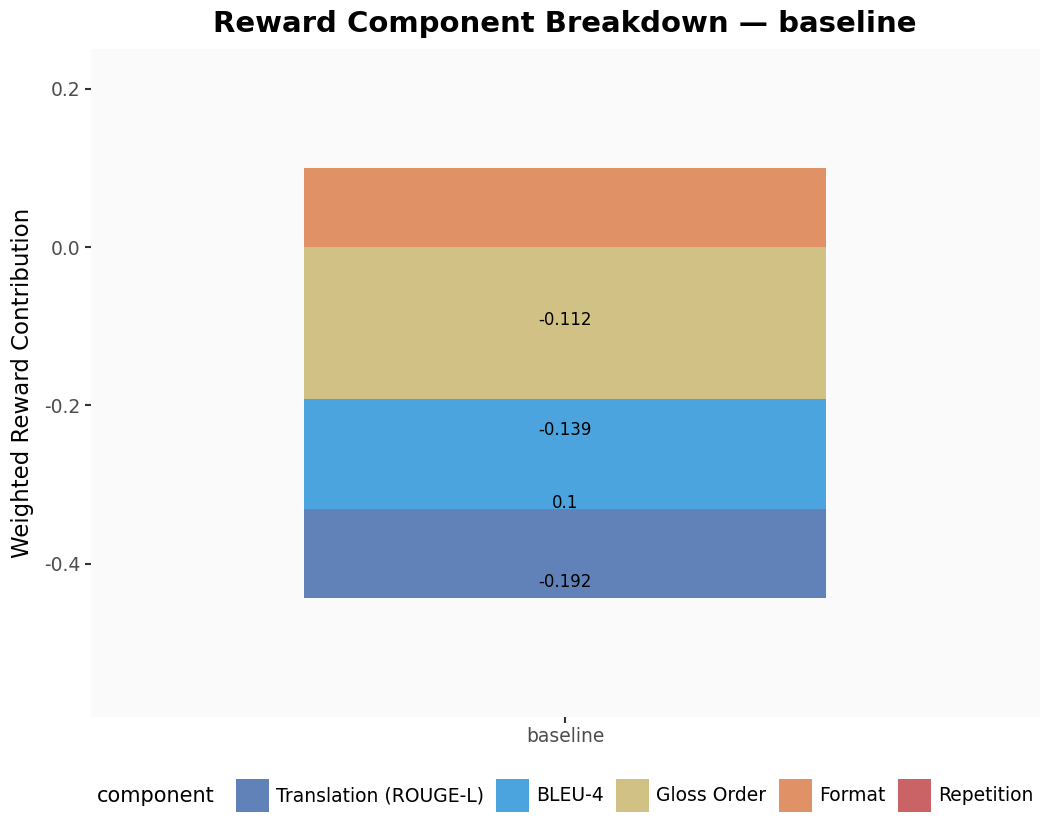 Reward Component Breakdown — baseline
Weighted Reward Contribution
0.2
0.0
-0.2
-0.4
-0.112
-0.139
0.1
-0.192
baseline
component Translation (ROUGE-L) BLEU-4 Gloss Order Format Repetition